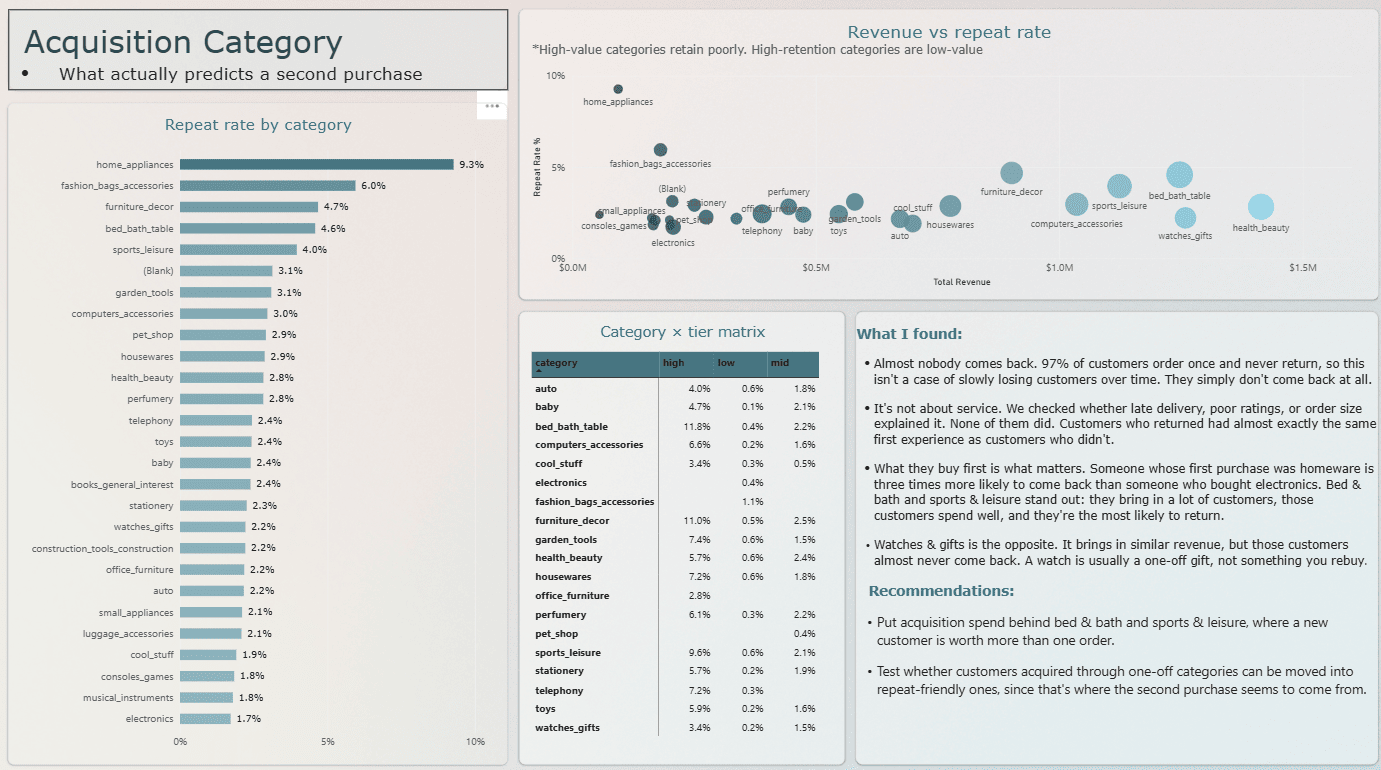 Acquisition Category
• What actually predicts a second purchase
...
Repeat rate by category
home_appliances 9.3%
fashion_bags_accessories 6.0%
furniture_decor 4.7%
bed_bath_table 4.6%
sports_leisure 4.0%
(Blank) 3.1%
garden_tools 3.1%
computers_accessories 3.0%
pet_shop 2.9%
housewares 2.9%
health_beauty 2.8%
perfumery 2.8%
telephony 2.4%
toys 2.4%
baby 2.4%
books_general_interest 2.4%
stationery 2.3%
watches_gifts 2.2%
construction_tools_construction 2.2%
office_furniture 2.2%
auto 2.2%
small_appliances 2.1%
luggage_accessories 2.1%
cool_stuff 1.9%
consoles_games 1.8%
musical_instruments 1.8%
electronics 1.7%
0% 5% 10%
Revenue vs repeat rate
*High-value categories retain poorly. High-retention categories are low-value
Repeat Rate %
10%
home_appliances
5%
fashion_bags_accessories
(Blank)
perfumery
furniture_decor
bed_bath_table
small_appliances
stationery
office_furniture
cool_stuff
sports_leisure
consoles_games
pet_shop
garden_tools
housewares
computers_accessories
health_beauty
telephony
baby
toys
auto
watches_gifts
electronics
0%
$0.0M $0.5M $1.0M $1.5M
Total Revenue
Category × tier matrix
category high low mid
auto 4.0% 0.6% 1.8%
baby 4.7% 0.1% 2.1%
bed_bath_table 11.8% 0.4% 2.2%
computers_accessories 6.6% 0.2% 1.6%
cool_stuff 3.4% 0.3% 0.5%
electronics 0.4%
fashion_bags_accessories 1.1%
furniture_decor 11.0% 0.5% 2.5%
garden_tools 7.4% 0.6% 1.5%
health_beauty 5.7% 0.6% 2.4%
housewares 7.2% 0.6% 1.8%
office_furniture 2.8%
perfumery 6.1% 0.3% 2.2%
pet_shop 0.4%
sports_leisure 9.6% 0.6% 2.1%
stationery 5.7% 0.2% 1.9%
telephony 7.2% 0.3%
toys 5.9% 0.2% 1.6%
watches_gifts 3.4% 0.2% 1.5%
What I found:
• Almost nobody comes back. 97% of customers order once and never return, so this
isn't a case of slowly losing customers over time. They simply don't come back at all.
• It's not about service. We checked whether late delivery, poor ratings, or order size
explained it. None of them did. Customers who returned had almost exactly the same
first experience as customers who didn't.
• What they buy first is what matters. Someone whose first purchase was homeware is
three times more likely to come back than someone who bought electronics. Bed &
bath and sports & leisure stand out: they bring in a lot of customers, those
customers spend well, and they're the most likely to return.
• Watches & gifts is the opposite. It brings in similar revenue, but those customers
almost never come back. A watch is usually a one-off gift, not something you rebuy.
Recommendations:
• Put acquisition spend behind bed & bath and sports & leisure, where a new
customer is worth more than one order.
• Test whether customers acquired through one-off categories can be moved into
repeat-friendly ones, since that's where the second purchase seems to come from.